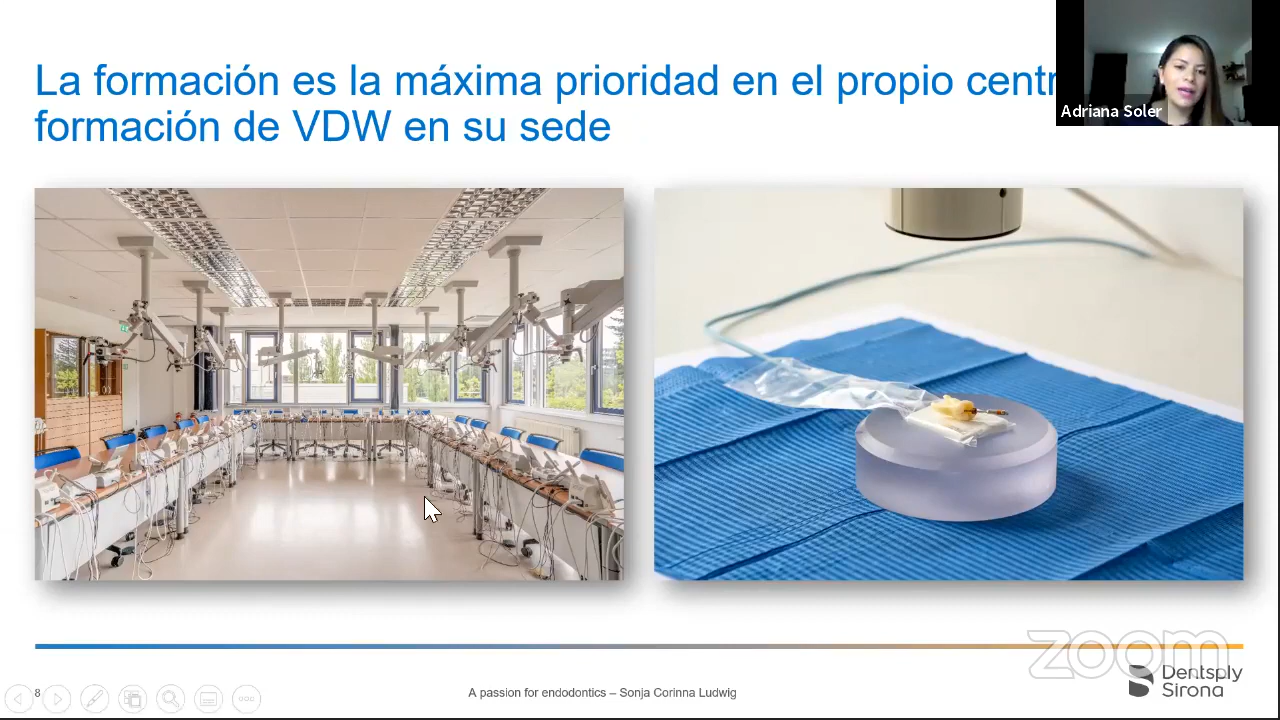 La formación es la máxima prioridad en el propio centr
formación de VDW en su sede
Adriana Soler
zoom
8
A passion for endodontics – Sonja Corinna Ludwig
Dentsply
Sirona